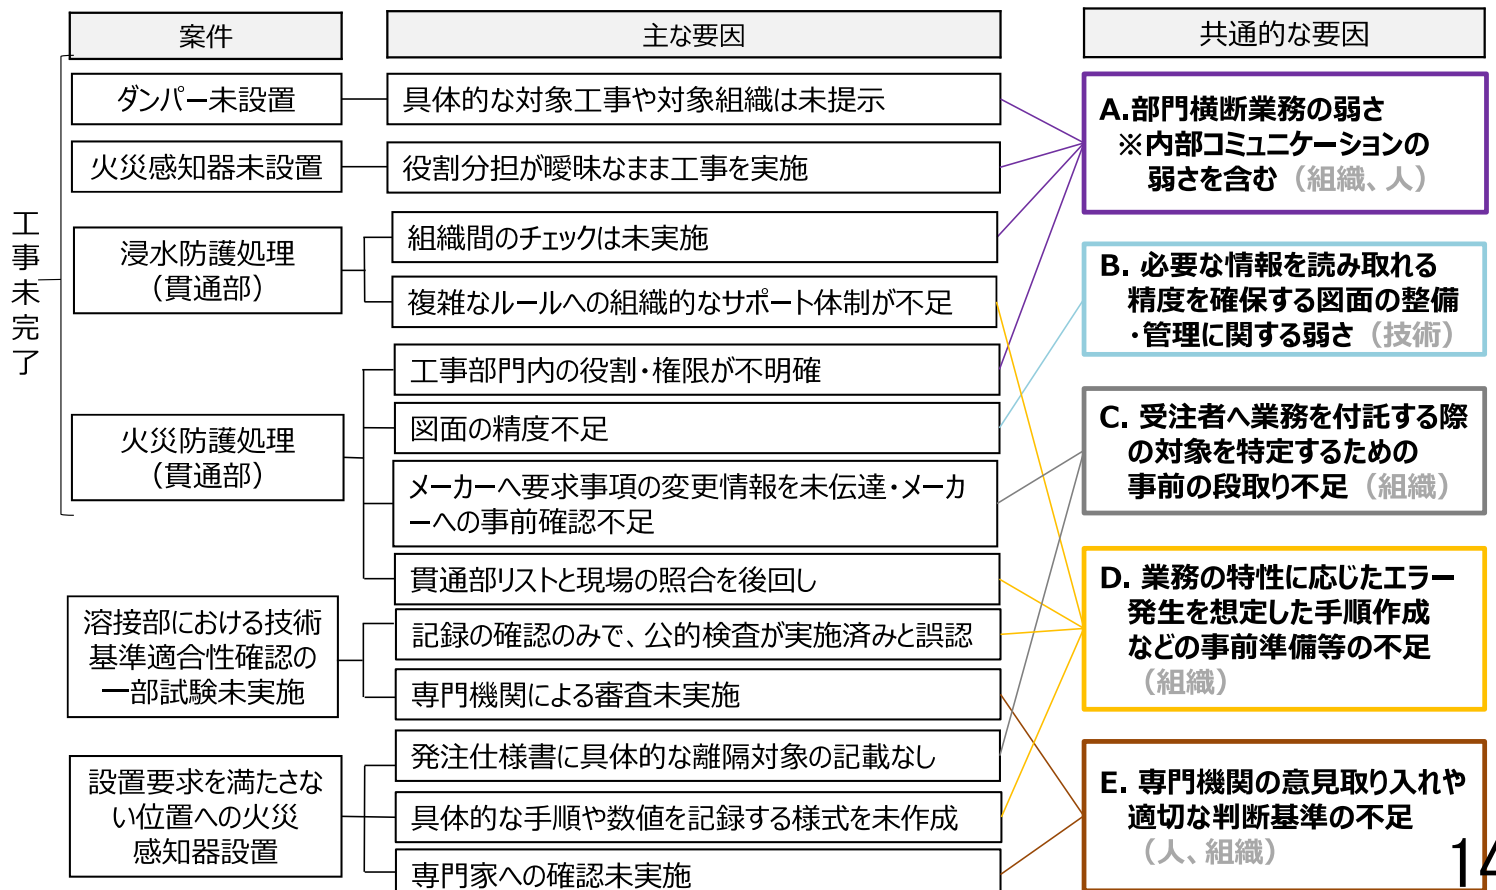 案件
主な要因
共通的な要因
工事未完了
ダンパー未設置
具体的な対象工事や対象組織は未提示
火災感知器未設置
役割分担が曖昧なまま工事を実施
浸水防護処理
（貫通部）
組織間のチェックは未実施
複雑なルールへの組織的なサポート体制が不足
火災防護処理
（貫通部）
工事部門内の役割・権限が不明確
図面の精度不足
メーカーへ要求事項の変更情報を未伝達・メーカ
ーへの事前確認不足
貫通部リストと現場の照合を後回し
溶接部における技術
基準適合性確認の
一部試験未実施
記録の確認のみで、公的検査が実施済みと誤認
専門機関による審査未実施
設置要求を満たさな
い位置への火災
感知器設置
発注仕様書に具体的な離隔対象の記載なし
具体的な手順や数値を記録する様式を未作成
専門家への確認未実施
A.部門横断業務の弱さ
※内部コミュニケーションの
弱さを含む（組織、人）
B. 必要な情報を読み取れる
精度を確保する図面の整備
・管理に関する弱さ（技術）
C. 受注者へ業務を付託する際
の対象を特定するための
事前の段取り不足（組織）
D. 業務の特性に応じたエラー
発生を想定した手順作成
などの事前準備等の不足
（組織）
E. 専門機関の意見取り入れや
適切な判断基準の不足
（人、組織）
14